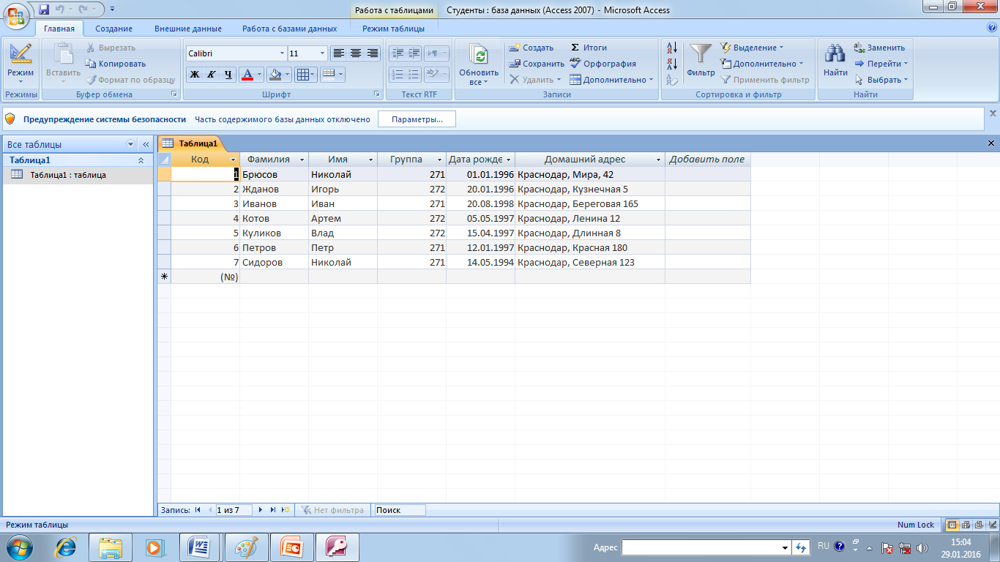 Работа с таблицами Студенты : база данных (Access 2007) - Microsoft Access
Главная Создание Внешние данные Работа с базами данных Режим таблицы
Режим
Режимы
Вставить
Вырезать
Копировать
Формат по образцу
Буфер обмена
Calibri 11
Ж К Ч А
Шрифт
Текст RTF
Обновить все
Создать
Сохранить
Удалить
Итоги
Орфография
Дополнительно
Записи
Фильтр
Выделение
Дополнительно
Применить фильтр
Сортировка и фильтр
Найти
Заменить
Перейти
Выбрать
Найти
Предупреждение системы безопасности Часть содержимого базы данных отключено Параметры...
Все таблицы
Таблица1
Таблица1 : таблица
Таблица1
Код Фамилия Имя Группа Дата рожде Домашний адрес Добавить поле
1 Брюсов Николай 271 01.01.1996 Краснодар, Мира, 42
2 Жданов Игорь 272 20.01.1996 Краснодар, Кузнечная 5
3 Иванов Иван 271 20.08.1998 Краснодар, Береговая 165
4 Котов Артем 272 05.05.1997 Краснодар, Ленина 12
5 Куликов Влад 272 15.04.1997 Краснодар, Длинная 8
6 Петров Петр 271 12.01.1997 Краснодар, Красная 180
7 Сидоров Николай 271 14.05.1994 Краснодар, Северная 123
(№)
Запись: 1 из 7 Нет фильтра Поиск
Режим таблицы Num Lock
Адрес RU 15:04
29.01.2016